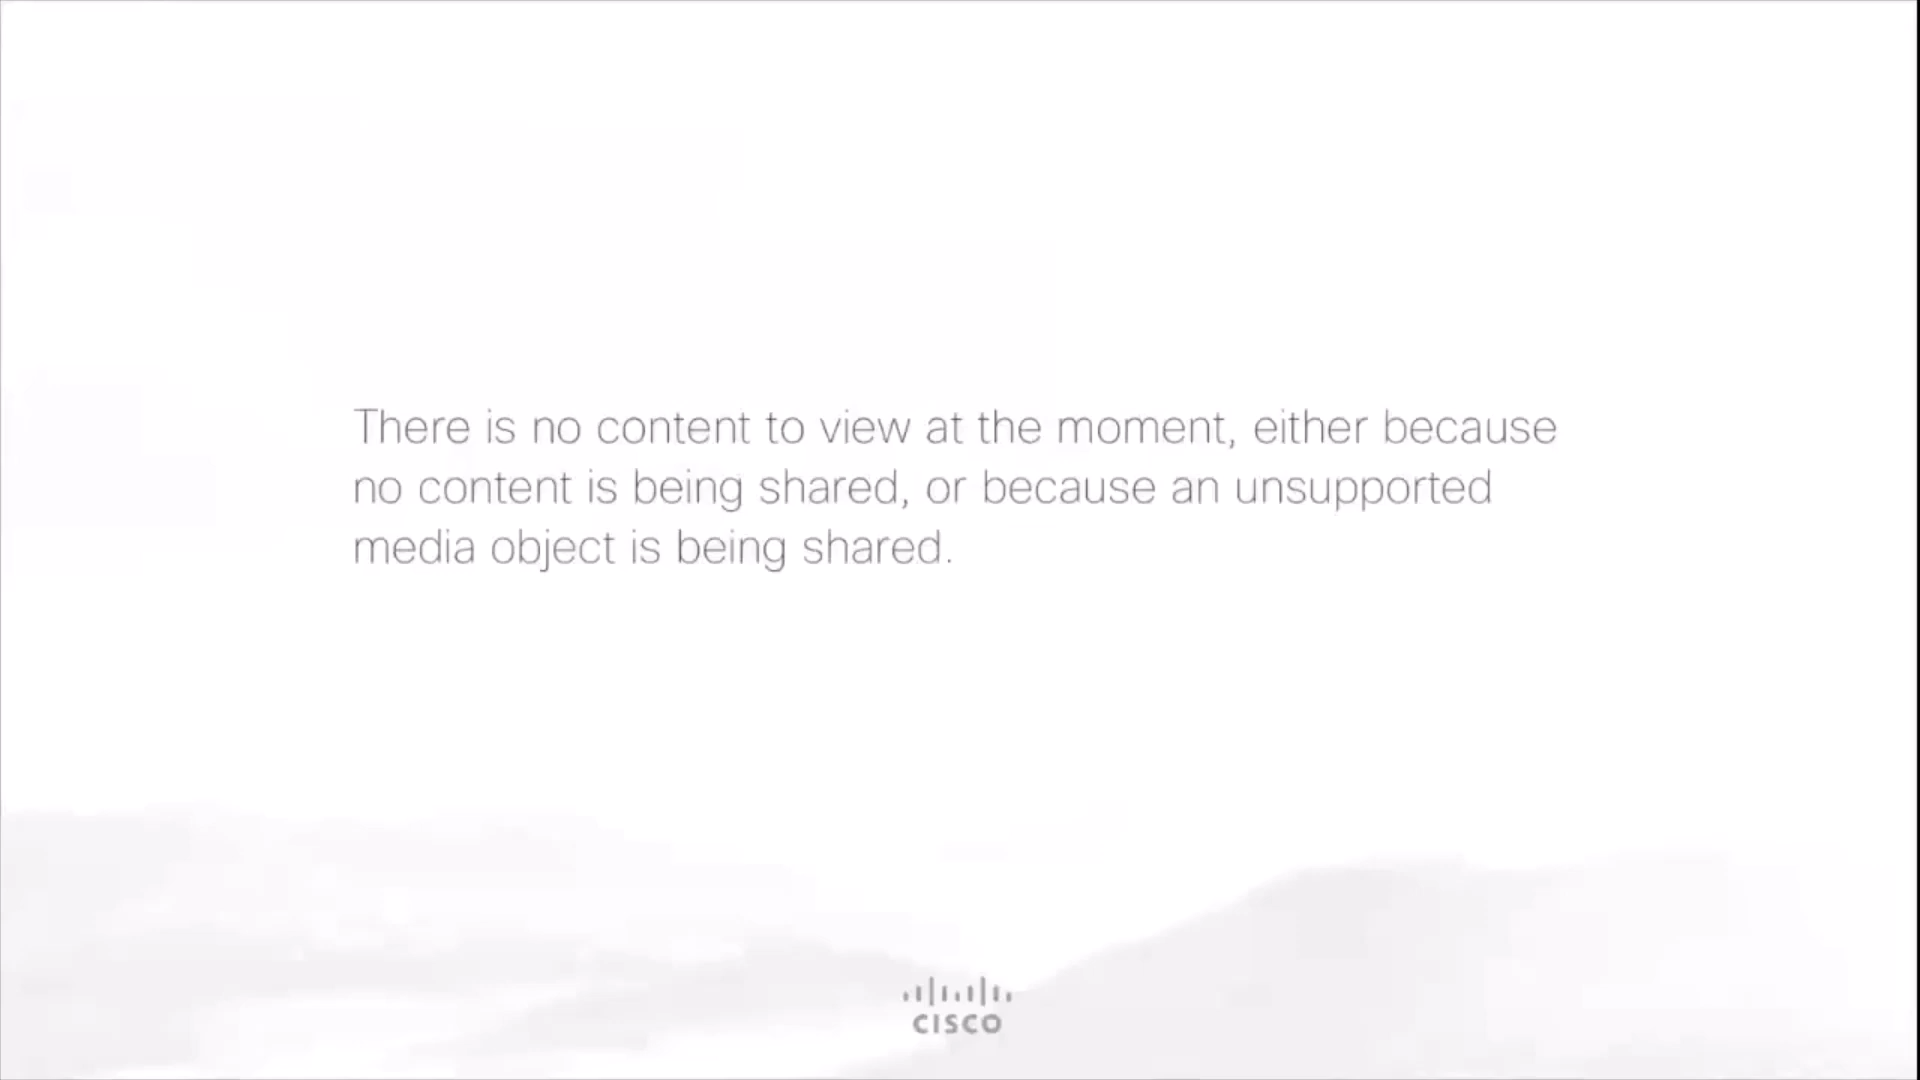 There is no content to view at the moment, either because
no content is being shared, or because an unsupported
media object is being shared.
CISCO